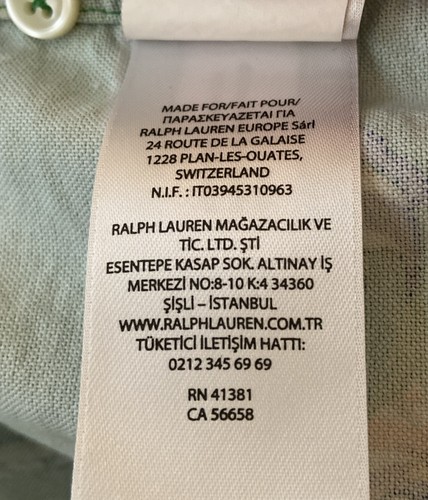 MADE FOR/FAIT POUR/
ΠΑΡΑΣΚΕΥΑΖΕΤΑΙ ΓΙΑ
RALPH LAUREN EUROPE Sárl
24 ROUTE DE LA GALAISE
1228 PLAN-LES-OUATES,
SWITZERLAND
N.I.F. : IT03945310963
RALPH LAUREN MAĞAZACILIK VE
TİC. LTD. ŞTİ
ESENTEPE KASAP SOK. ALTINAY İŞ
MERKEZİ NO:8-10 K:4 34360
ŞİŞLİ – İSTANBUL
WWW.RALPHLAUREN.COM.TR
TÜKETİCİ İLETİŞİM HATTI:
0212 345 69 69
RN 41381
CA 56658